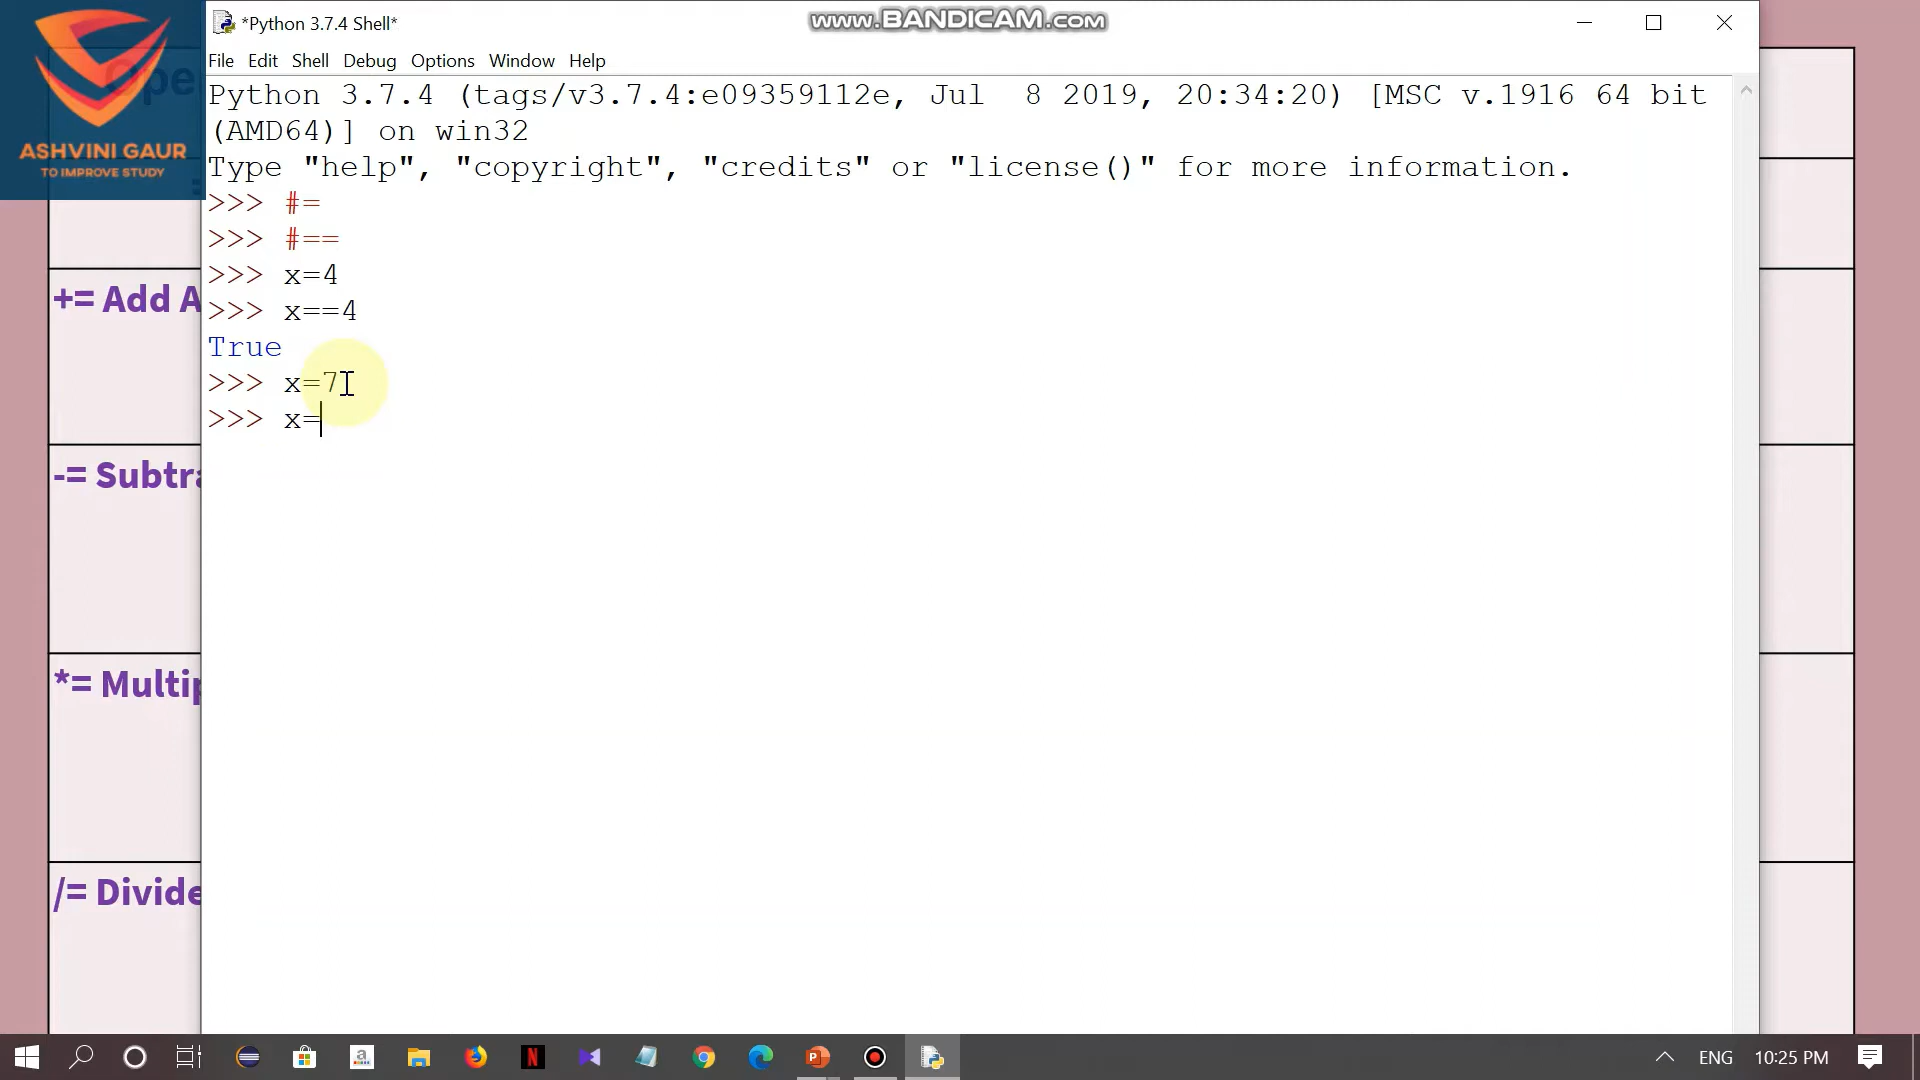 *Python 3.7.4 Shell*
www.BANDICAM.com
File Edit Shell Debug Options Window Help
Ope
ASHVINI GAUR
TO IMPROVE STUDY
Python 3.7.4 (tags/v3.7.4:e09359112e, Jul  8 2019, 20:34:20) [MSC v.1916 64 bit
(AMD64)] on win32
Type "help", "copyright", "credits" or "license()" for more information.
>>> #=
>>> #==
>>> x=4
>>> x==4
True
>>> x=7
>>> x=
+= Add A
-= Subtra
*= Multip
/= Divide
ENG 10:25 PM